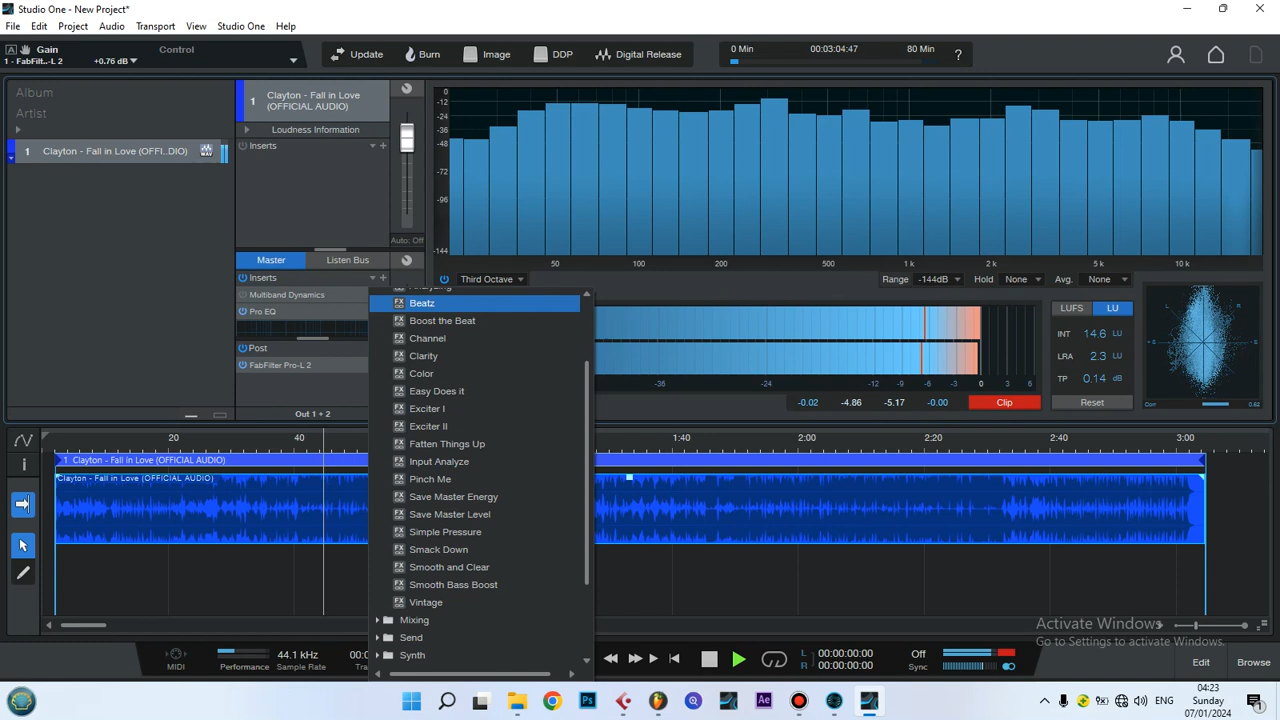 Studio One - New Project*
File Edit Project Audio Transport View Studio One Help
Gain Control
1 - FabFilt...-L 2 +0.76 dB
Update Burn Image DDP Digital Release
0 Min 00:03:04:47 80 Min ?
Album
Artist
1 Clayton - Fall in Love (OFFI..DIO)
WAV
1 Clayton - Fall in Love (OFFICIAL AUDIO)
Loudness Information
Inserts
Auto: Off
Master Listen Bus
Inserts
Multiband Dynamics
Pro EQ
Post
FabFilter Pro-L 2
Out 1 + 2
0
-12
-24
-36
-48
-72
-96
-144
50 100 200 500 1 k 2 k 5 k 10 k
Third Octave Range -144dB Hold None Avg. None
Beatz
Boost the Beat
Channel
Clarity
Color
Easy Does it
Exciter I
Exciter II
Fatten Things Up
Input Analyze
Pinch Me
Save Master Energy
Save Master Level
Simple Pressure
Smack Down
Smooth and Clear
Smooth Bass Boost
Vintage
Mixing
Send
Synth
-36 -24 -12 -9 -6 -3 0 3 6
-0.02 -4.86 -5.17 -0.00 Clip
LUFS LU
INT 14.6 LU
LRA 2.3 LU
TP 0.14 dB
Reset
L R
-S S
Corr 0.62
20 40 1:40 2:00 2:20 2:40 3:00
1 Clayton - Fall in Love (OFFICIAL AUDIO)
Clayton - Fall in Love (OFFICIAL AUDIO)
Activate Windows
Go to Settings to activate Windows.
MIDI Performance 44.1 kHz Sample Rate
L 00:00:00:00
R 00:00:00:00
Off
Edit Browse
Ps Ae
ENG
04:23
Sunday
07/01/2024
1